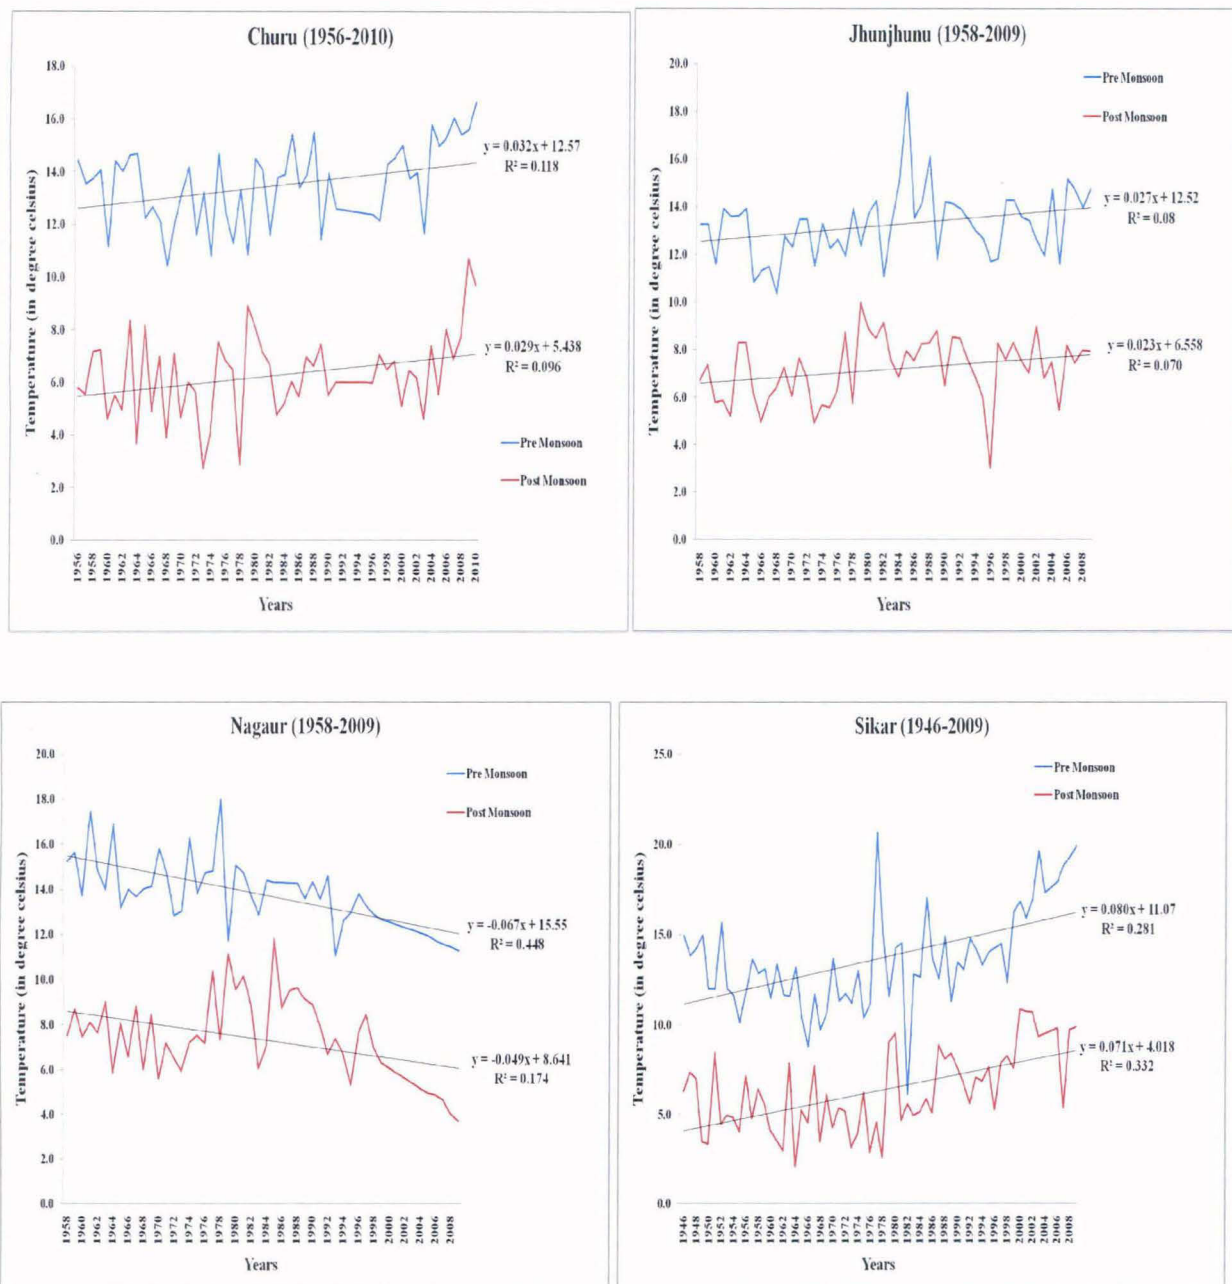 Churu (1956-2010)
Temperature (in degree celsius)
18.0
16.0
14.0
12.0
10.0
8.0
6.0
4.0
2.0
0.0
y = 0.032x + 12.57
R² = 0.118
y = 0.029x + 5.438
R² = 0.096
Pre Monsoon
Post Monsoon
1956 1958 1960 1962 1964 1966 1968 1970 1972 1974 1976 1978 1980 1982 1984 1986 1988 1990 1992 1994 1996 1998 2000 2002 2004 2006 2008 2010
Years
Jhunjhunu (1958-2009)
Temperature (in degree celsius)
20.0
18.0
16.0
14.0
12.0
10.0
8.0
6.0
4.0
2.0
0.0
Pre Monsoon
Post Monsoon
y = 0.027x + 12.52
R² = 0.08
y = 0.023x + 6.558
R² = 0.070
1958 1960 1962 1964 1966 1968 1970 1972 1974 1976 1978 1980 1982 1984 1986 1988 1990 1992 1994 1996 1998 2000 2002 2004 2006 2008
Years
Nagaur (1958-2009)
Temperature (in degree celsius)
20.0
18.0
16.0
14.0
12.0
10.0
8.0
6.0
4.0
2.0
0.0
Pre Monsoon
Post Monsoon
y = -0.067x + 15.55
R² = 0.448
y = -0.049x + 8.641
R² = 0.174
1958 1960 1962 1964 1966 1968 1970 1972 1974 1976 1978 1980 1982 1984 1986 1988 1990 1992 1994 1996 1998 2000 2002 2004 2006 2008
Years
Sikar (1946-2009)
Temperature (in degree celsius)
25.0
20.0
15.0
10.0
5.0
0.0
Pre Monsoon
Post Monsoon
y = 0.080x + 11.07
R² = 0.281
y = 0.071x + 4.018
R² = 0.332
1946 1948 1950 1952 1954 1956 1958 1960 1962 1964 1966 1968 1970 1972 1974 1976 1978 1980 1982 1984 1986 1988 1990 1992 1994 1996 1998 2000 2002 2004 2006 2008
Years